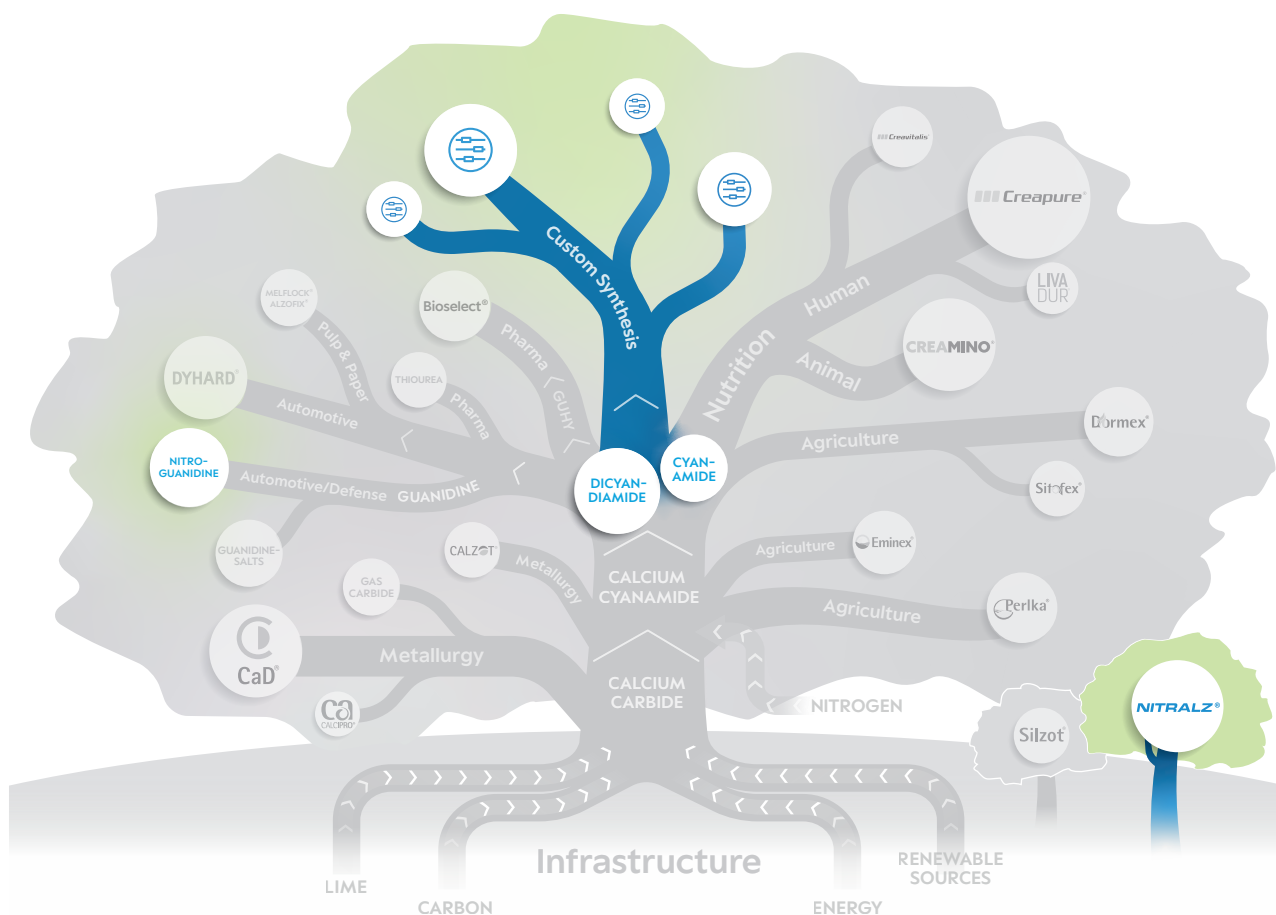 Creavitalis®
Creapure®
Custom Synthesis
Human
LIVA
DUR
MELFLOCK®
ALZOFIX®
Bioselect®
Pulp & Paper
Pharma
GUHY
Nutrition
Animal
CREAMINO®
DYHARD®
THIOUREA
Automotive
Pharma
Agriculture
Dormex®
NITRO-
GUANIDINE
Automotive/Defense
GUANIDINE
DICYAN-
DIAMIDE
CYAN-
AMIDE
Sitofex®
GUANIDINE-
SALTS
CALZOT®
Metallurgy
Agriculture
Eminex®
GAS
CARBIDE
CALCIUM
CYANAMIDE
Agriculture
Perlka®
CaD®
Metallurgy
CALCIUM
CARBIDE
ca
CALCIPRO®
NITROGEN
Silzot®
NITRALZ®
Infrastructure
LIME
CARBON
ENERGY
RENEWABLE
SOURCES